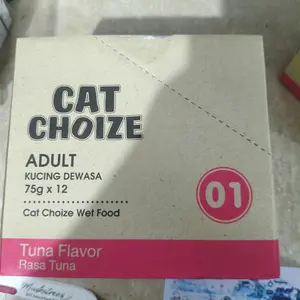 CAT
CHOIZE
ADULT
KUCING DEWASA
75g x 12
Cat Choize Wet Food
01
Tuna Flavor
Rasa Tuna